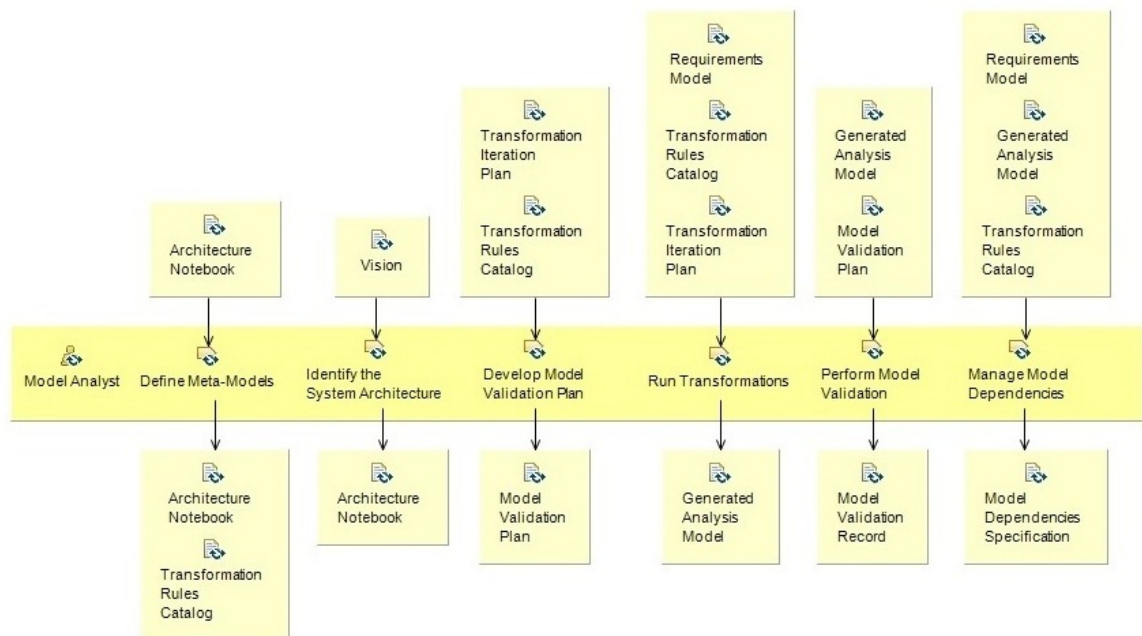 Architecture
Notebook
Vision
Transformation
Iteration
Plan
Transformation
Rules
Catalog
Requirements
Model
Transformation
Rules
Catalog
Transformation
Iteration
Plan
Generated
Analysis
Model
Model
Validation
Plan
Requirements
Model
Generated
Analysis
Model
Transformation
Rules
Catalog
Model Analyst
Define Meta-Models
Identify the
System Architecture
Develop Model
Validation Plan
Run Transformations
Perform Model
Validation
Manage Model
Dependencies
Architecture
Notebook
Transformation
Rules
Catalog
Architecture
Notebook
Model
Validation
Plan
Generated
Analysis
Model
Model
Validation
Record
Model
Dependencies
Specification